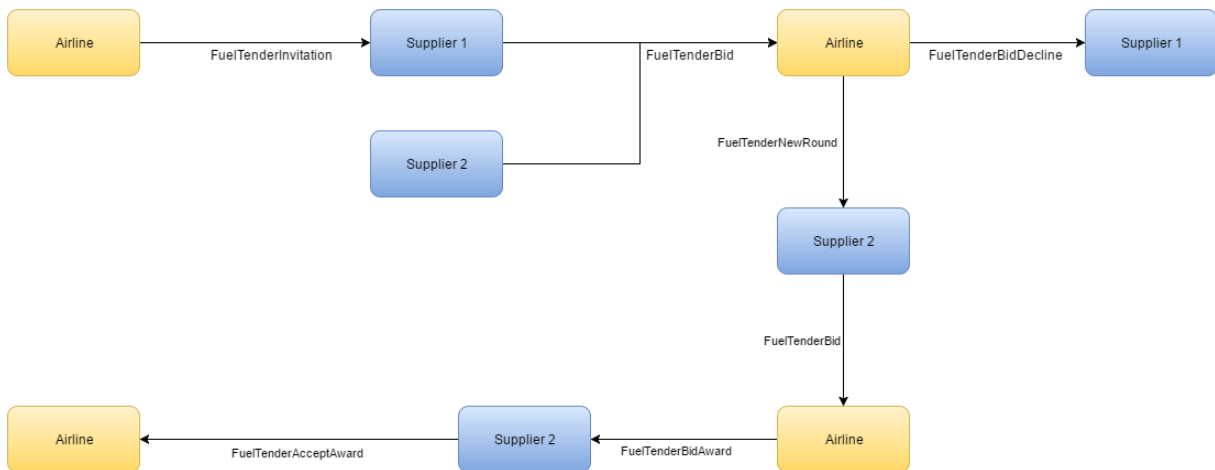 Airline
FuelTenderInvitation
Supplier 1
FuelTenderBid
Airline
FuelTenderBidDecline
Supplier 1
Supplier 2
FuelTenderNewRound
Supplier 2
FuelTenderBid
Airline
FuelTenderAcceptAward
Supplier 2
FuelTenderBidAward
Airline